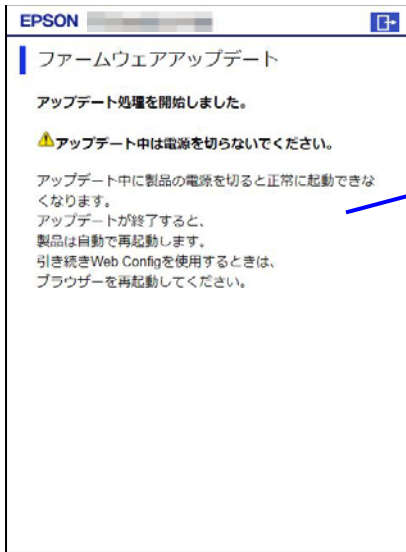 EPSON
ファームウェアアップデート
アップデート処理を開始しました。
アップデート中は電源を切らないでください。
アップデート中に製品の電源を切ると正常に起動できな
くなります。
アップデートが終了すると、
製品は自動で再起動します。
引き続きWeb Configを使用するときは、
ブラウザーを再起動してください。